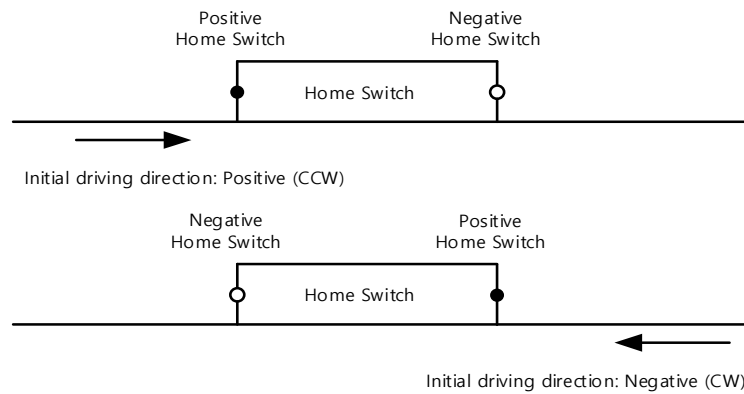 Positive
Home Switch
Negative
Home Switch
Home Switch
Initial driving direction: Positive (CCW)
Negative
Home Switch
Positive
Home Switch
Home Switch
Initial driving direction: Negative (CW)